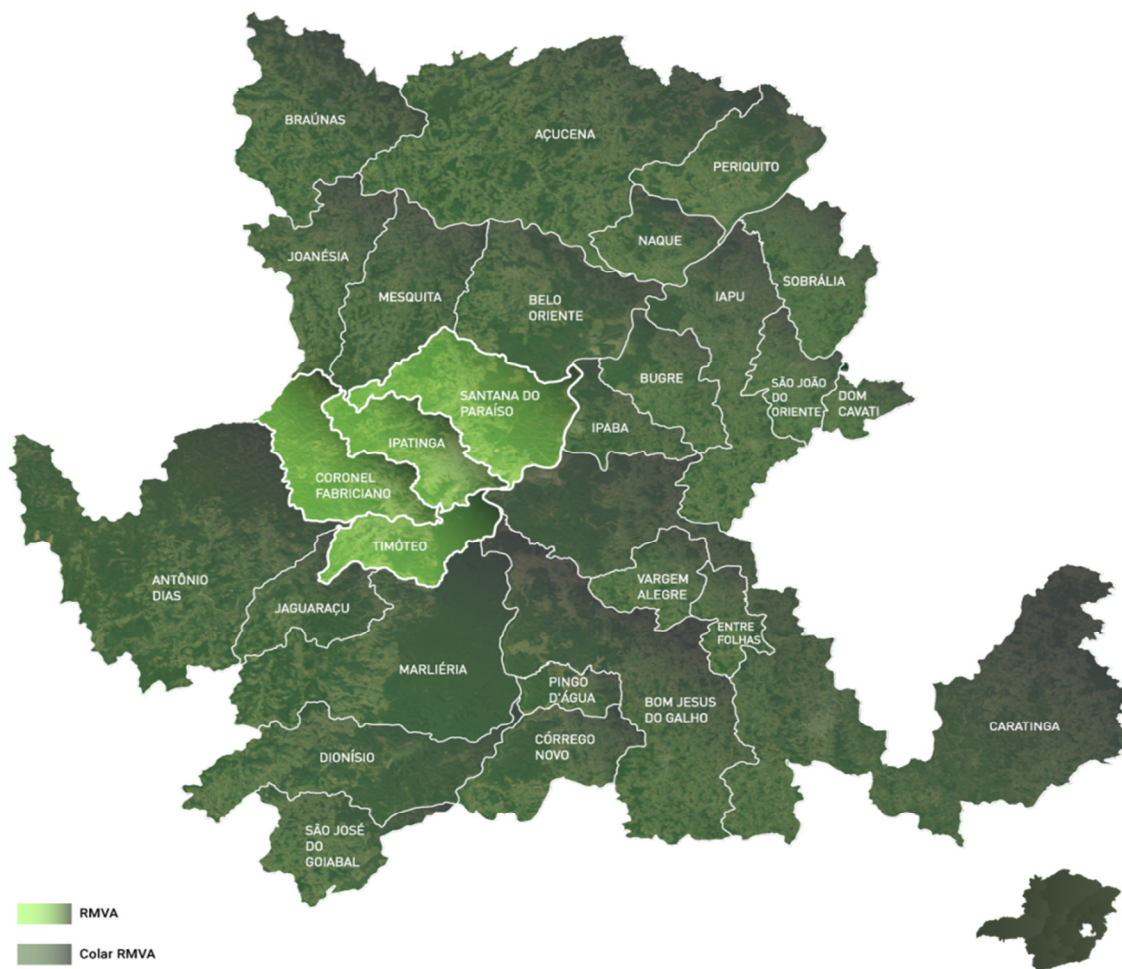 BRAÚNAS
AÇUCENA
PERIQUITO
NAQUE
JOANÉSIA
MESQUITA
BELO
ORIENTE
IAPU
SOBRÁLIA
BUGRE
SÃO JOÃO
DO
ORIENTE
DOM
CAVATI
SANTANA DO
PARAÍSO
IPABA
IPATINGA
CORONEL
FABRICIANO
TIMÓTEO
ANTÔNIO
DIAS
JAGUARAÇU
VARGEM
ALEGRE
ENTRE
FOLHAS
MARLIÉRIA
PINGO
D'ÁGUA
BOM JESUS
DO GALHO
CARATINGA
DIONÍSIO
CÓRREGO
NOVO
SÃO JOSÉ
DO
GOIABAL
RMVA
Colar RMVA